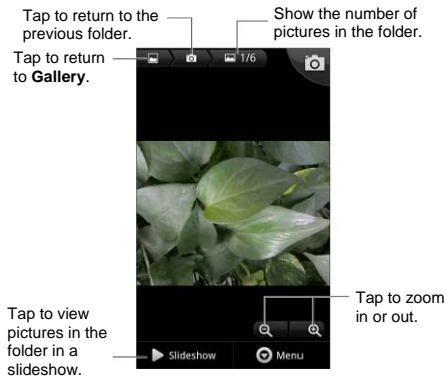 Tap to return to the
previous folder.
Show the number of
pictures in the folder.
Tap to return
to Gallery.
1/6
Tap to zoom
in or out.
Tap to view
pictures in the
folder in a
slideshow.
Slideshow
Menu